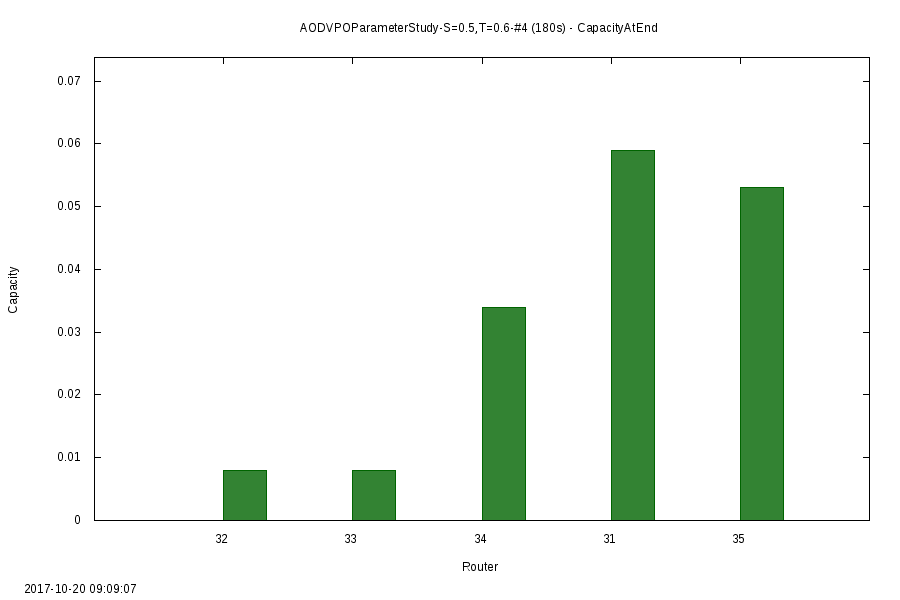 AODVPOParameterStudy-S=0.5,T=0.6-#4 (180s) - CapacityAtEnd
0.07
0.06
0.05
0.04
0.03
0.02
0.01
0
Capacity
32 33 34 31 35
Router
2017-10-20 09:09:07